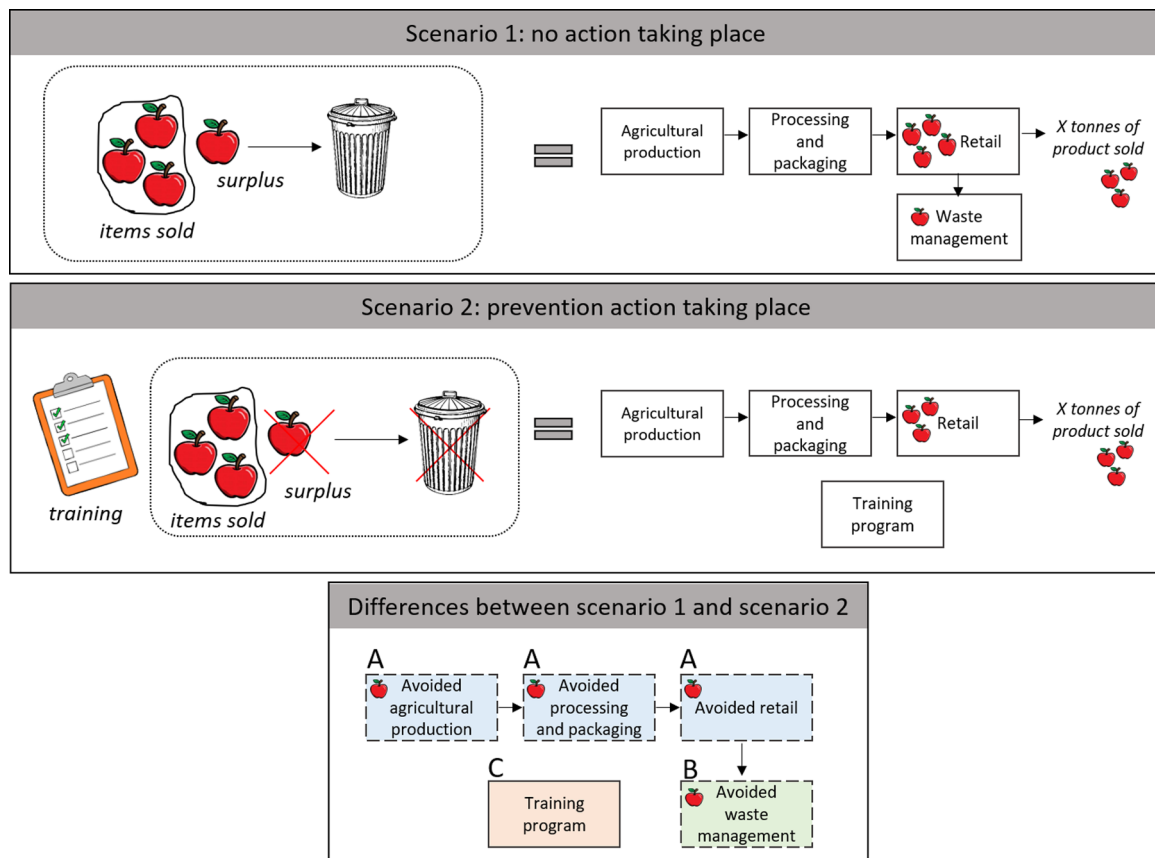 Scenario 1: no action taking place
items sold
surplus
Agricultural
production
Processing
and
packaging
Retail
Waste
management
X tonnes of
product sold
Scenario 2: prevention action taking place
training
items sold
surplus
Agricultural
production
Processing
and
packaging
Retail
X tonnes of
product sold
Training
program
Differences between scenario 1 and scenario 2
A
Avoided
agricultural
production
A
Avoided
processing
and packaging
A
Avoided retail
C
Training
program
B
Avoided
waste
management